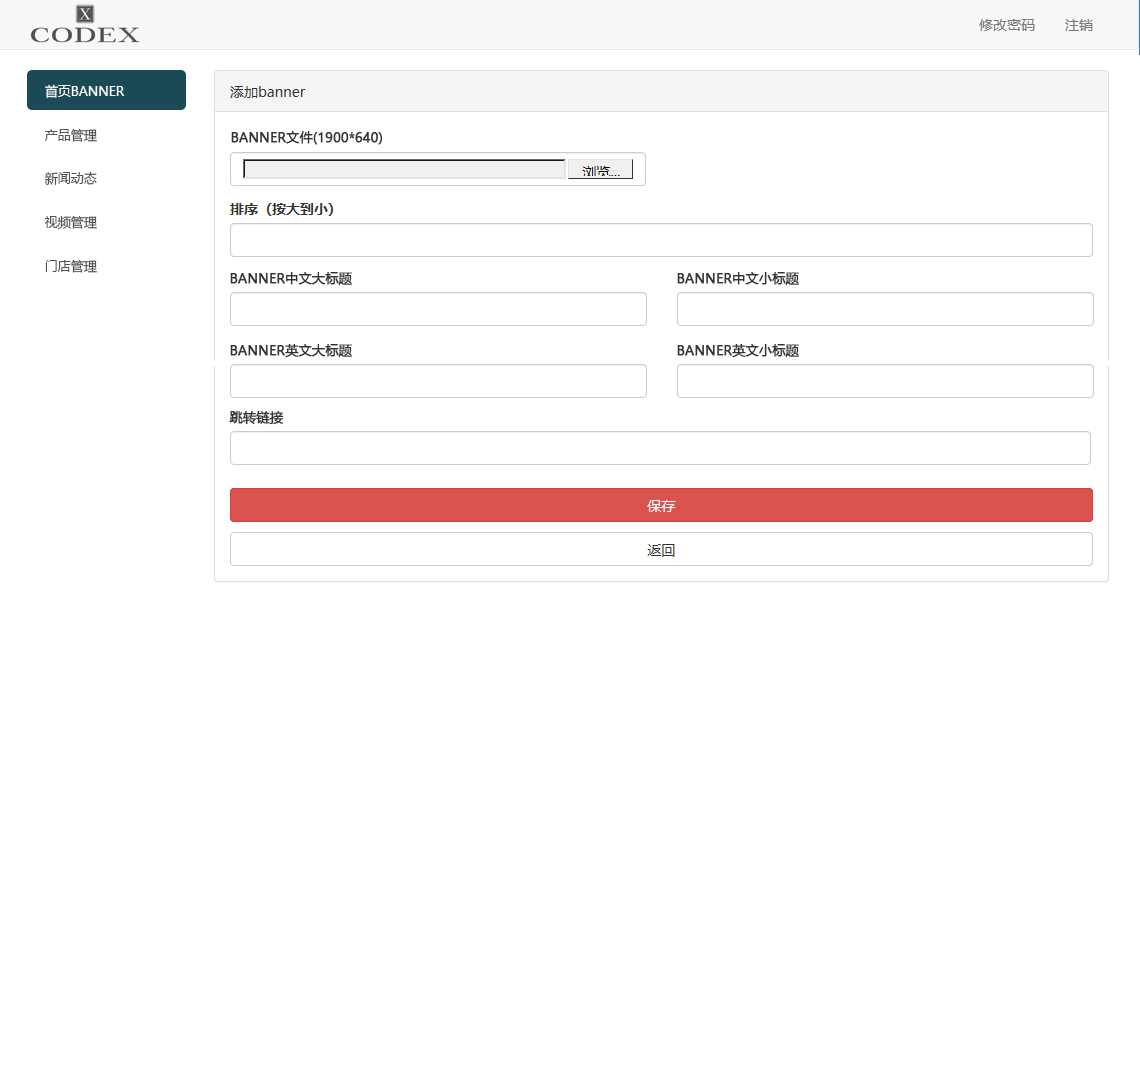 X
CODEX
修改密码 注销
首页BANNER
产品管理
新闻动态
视频管理
门店管理
添加banner
BANNER文件(1900*640)
浏览...
排序（按大到小）
BANNER中文大标题 BANNER中文小标题
BANNER英文大标题 BANNER英文小标题
跳转链接
保存
返回